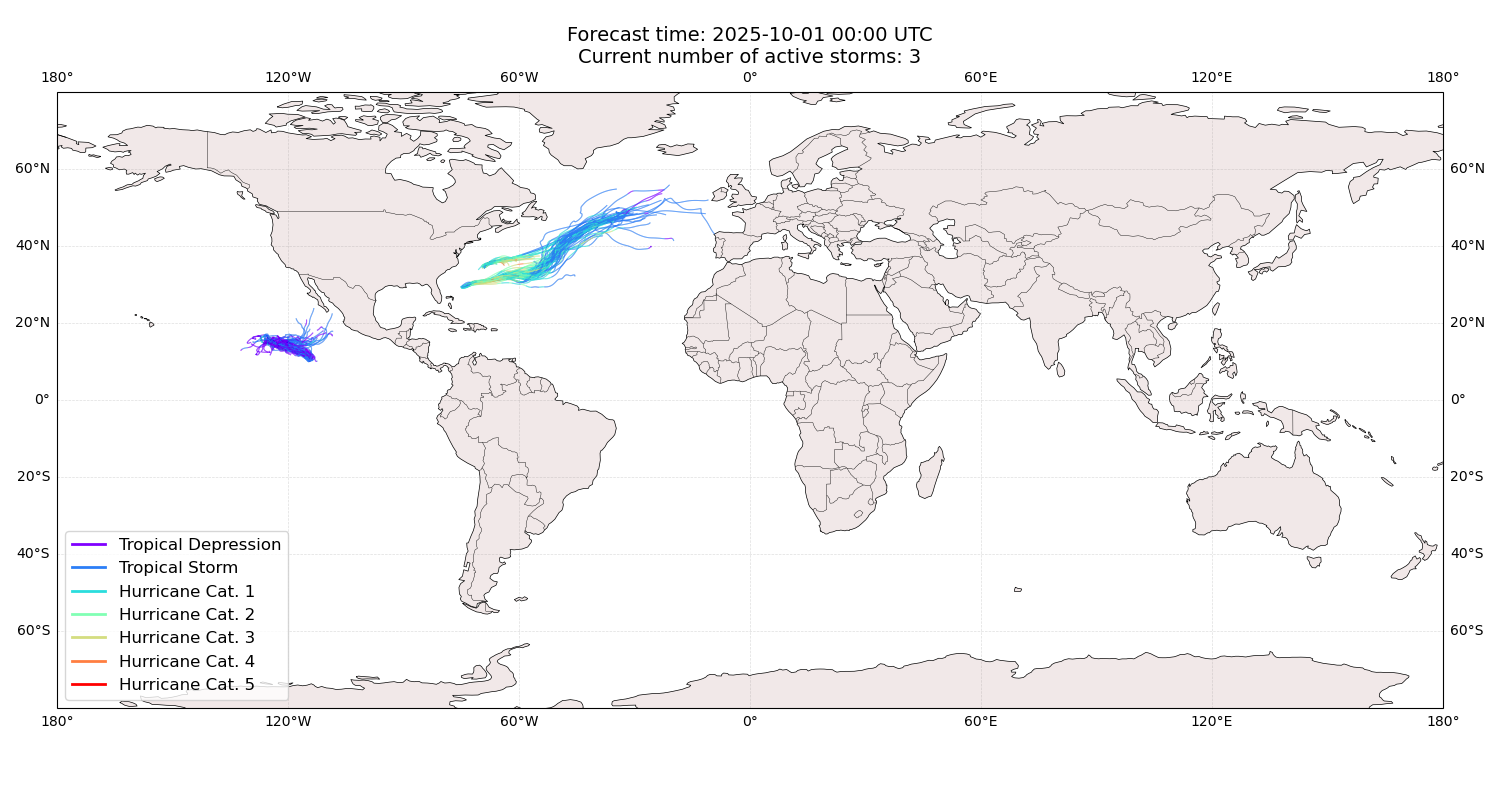 Forecast time: 2025-10-01 00:00 UTC
Current number of active storms: 3
180° 120°W 60°W 0° 60°E 120°E 180°
60°N 60°N
40°N 40°N
20°N 20°N
0° 0°
20°S 20°S
40°S 40°S
60°S 60°S
Tropical Depression
Tropical Storm
Hurricane Cat. 1
Hurricane Cat. 2
Hurricane Cat. 3
Hurricane Cat. 4
Hurricane Cat. 5
180° 120°W 60°W 0° 60°E 120°E 180°